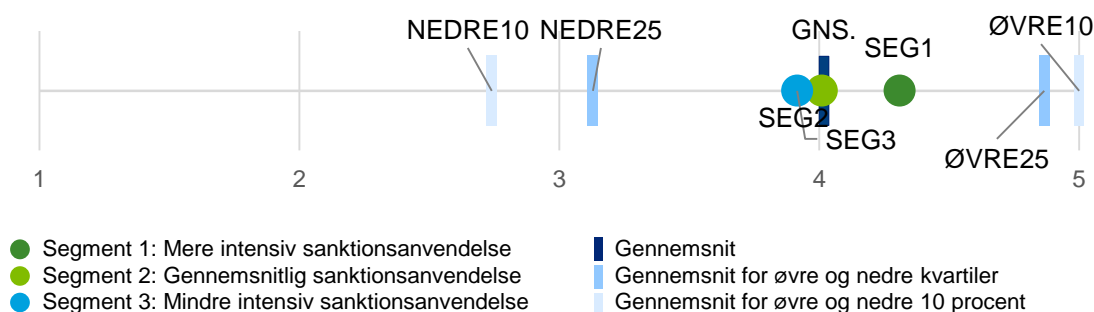 NEDRE10 NEDRE25 GNS. ØVRE10
SEG1
SEG2
SEG3
ØVRE25
1 2 3 4 5
Segment 1: Mere intensiv sanktionsanvendelse
Segment 2: Gennemsnitlig sanktionsanvendelse
Segment 3: Mindre intensiv sanktionsanvendelse
Gennemsnit
Gennemsnit for øvre og nedre kvartiler
Gennemsnit for øvre og nedre 10 procent